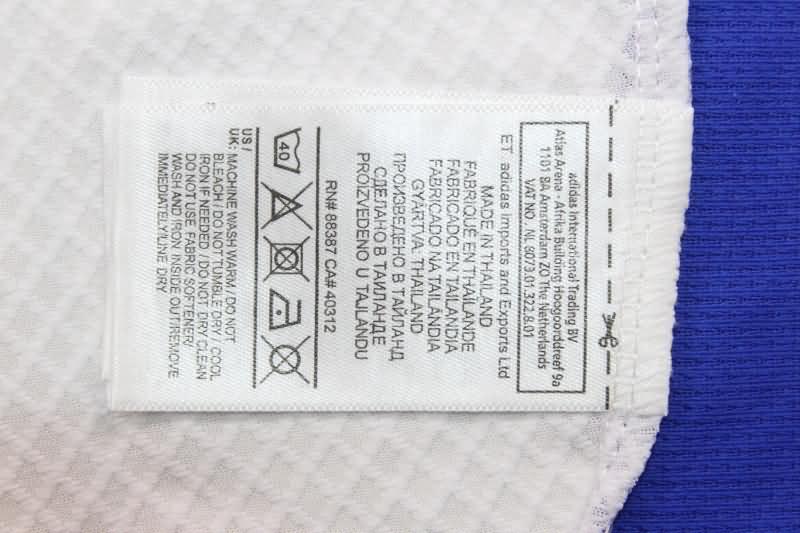 adidas International Trading BV
Atlas Arena - Afrika Building Hoogoorddreef 9a
1101 BA Amsterdam ZO The Netherlands
VAT NO. NL 8073.01.322.B.01
ET. adidas imports and Exports Ltd
MADE IN THAILAND
FABRIQUÉ EN THAÏLANDE
FABRICADO EN TAILANDIA
FABRICADO NA TAILÂNDIA
GYÁRTVA: THAILAND
ПРОИЗВЕДЕНО В ТАЙЛАНД
СДЕЛАНО В ТАИЛАНДЕ
PROIZVEDENO U TAJLANDU
RN# 88387 CA# 40312
40
US /
UK: MACHINE WASH WARM / DO NOT
BLEACH / DO NOT TUMBLE DRY / COOL
IRON IF NEEDED / DO NOT DRY CLEAN
DO NOT USE FABRIC SOFTENER/
WASH AND IRON INSIDE OUT/REMOVE
IMMEDIATELY/LINE DRY